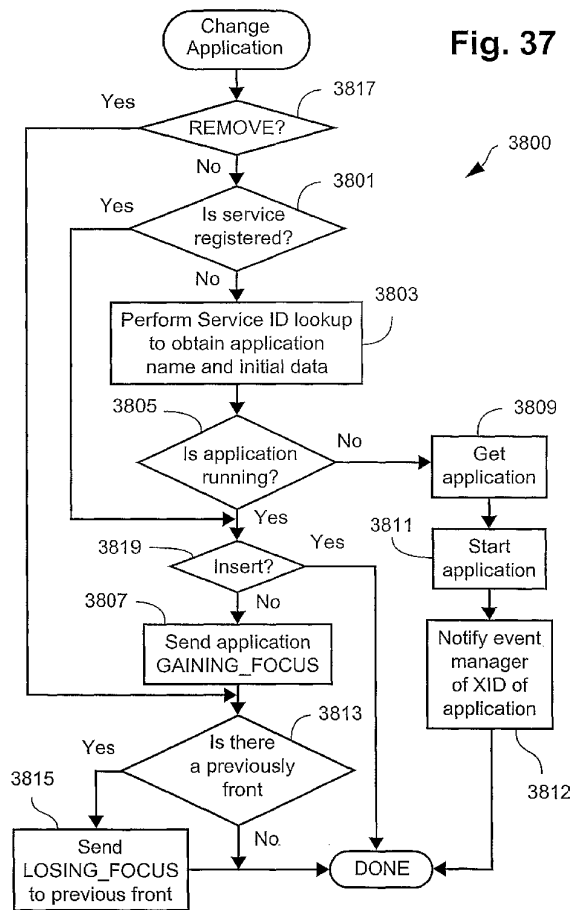 Change
Application
Fig. 37
Yes
3817
REMOVE?
3800
No
3801
Yes
Is service
registered?
No
3803
Perform Service ID lookup
to obtain application
name and initial data
3805
3809
Is application
running?
No
Get
application
Yes
3811
3819
Insert?
Yes
Start
application
No
3807
Send application
GAINING_FOCUS
Notify event
manager
of XID of
application
3813
Yes
Is there
a previously
front
3812
3815
No
Send
LOSING_FOCUS
to previous front
DONE